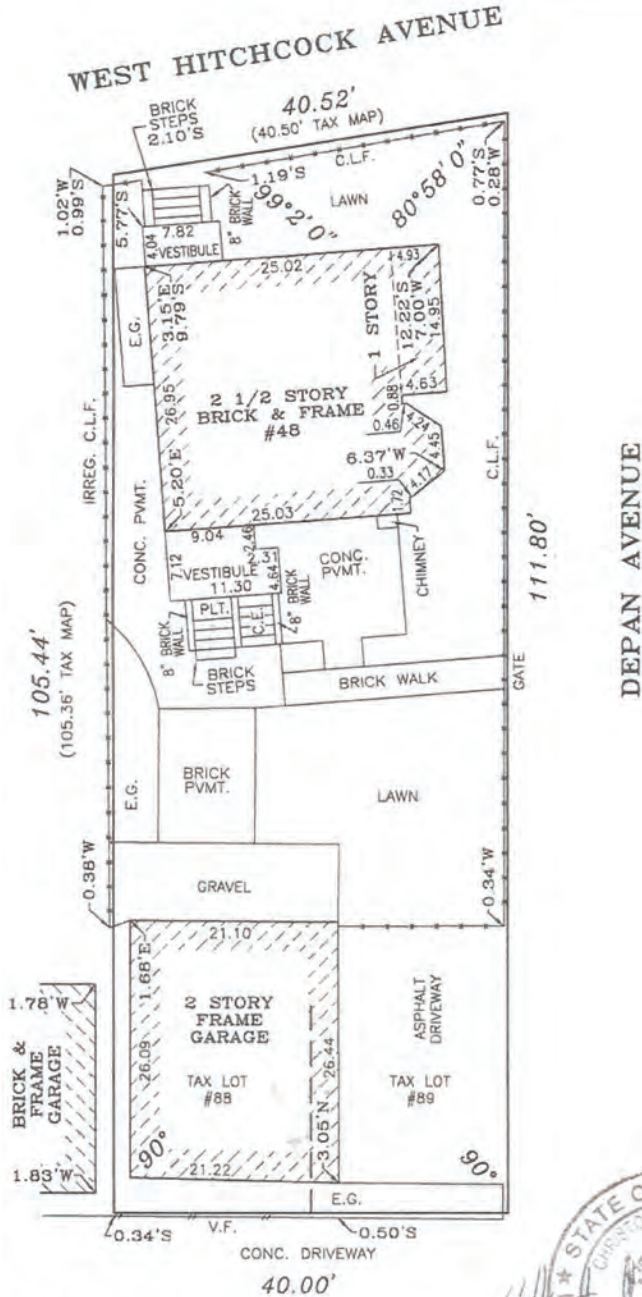 WEST HITCHCOCK AVENUE
BRICK
STEPS
2.10'S
40.52'
(40.50' TAX MAP)
C.L.F.
1.19'S
LAWN
99°2'0"
80°58'0"
0.77'S
0.28'W
1.02'W
0.99'S
5.77'S
4.04
7.82
VESTIBULE
8" BRICK
WALL
25.02
4.93
E.G.
3.15'E
9.79'S
1 STORY
12.22'S
7.00'W
14.95
2 1/2 STORY
BRICK & FRAME
#48
4.63
0.88
0.46
4.24
4.45
6.37'W
0.33
4.17
1.72
26.95
5.20'E
25.03
IRREG. C.L.F.
CONC. PVMT.
C.L.F.
9.04
2.46
7.12
VESTIBULE
11.30
4.64
CONC.
PVMT.
CHIMNEY
PLT.
C.E.
8" BRICK
WALL
8" BRICK
WALL
BRICK
STEPS
BRICK WALK
GATE
111.80'
DEPAN AVENUE
105.44'
(105.36' TAX MAP)
E.G.
BRICK
PVMT.
LAWN
0.38'W
GRAVEL
0.34'W
21.10
1.68'E
2 STORY
FRAME
GARAGE
26.09
26.44
ASPHALT
DRIVEWAY
1.78'W
BRICK &
FRAME
GARAGE
1.83'W
TAX LOT
#88
TAX LOT
#89
3.05'N
90°
90°
21.22
E.G.
V.F.
0.34'S
0.50'S
CONC. DRIVEWAY
40.00'
STATE O